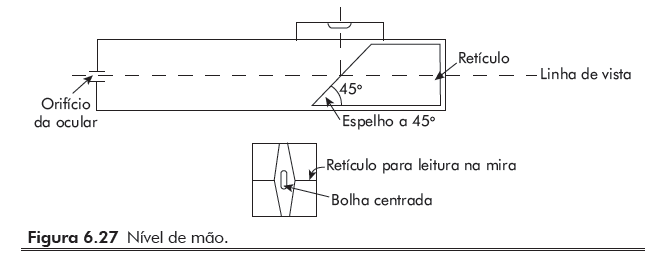 Retículo
Linha de vista
45°
Orifício
da ocular
Espelho a 45°
Retículo para leitura na mira
Bolha centrada
Figura 6.27 Nível de mão.